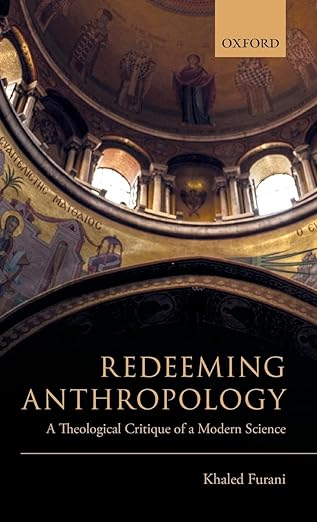 OXFORD
REDEEMING
ANTHROPOLOGY
A Theological Critique of a Modern Science
Khaled Furani